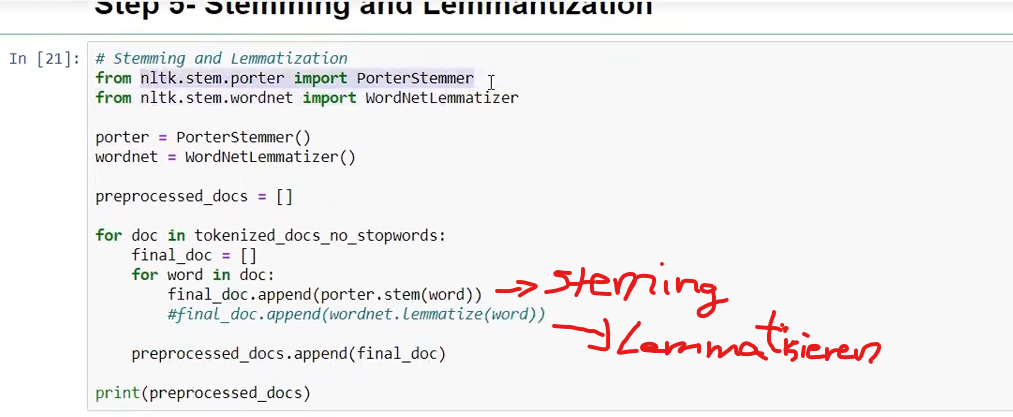 Step 5- Stemming and Lemmantization
In [21]:
# Stemming and Lemmatization
from nltk.stem.porter import PorterStemmer
from nltk.stem.wordnet import WordNetLemmatizer
porter = PorterStemmer()
wordnet = WordNetLemmatizer()
preprocessed_docs = []
for doc in tokenized_docs_no_stopwords:
final_doc = []
for word in doc:
final_doc.append(porter.stem(word)) → Stemming
#final_doc.append(wordnet.lemmatize(word))
→ Lemmatisieren
preprocessed_docs.append(final_doc)
print(preprocessed_docs)